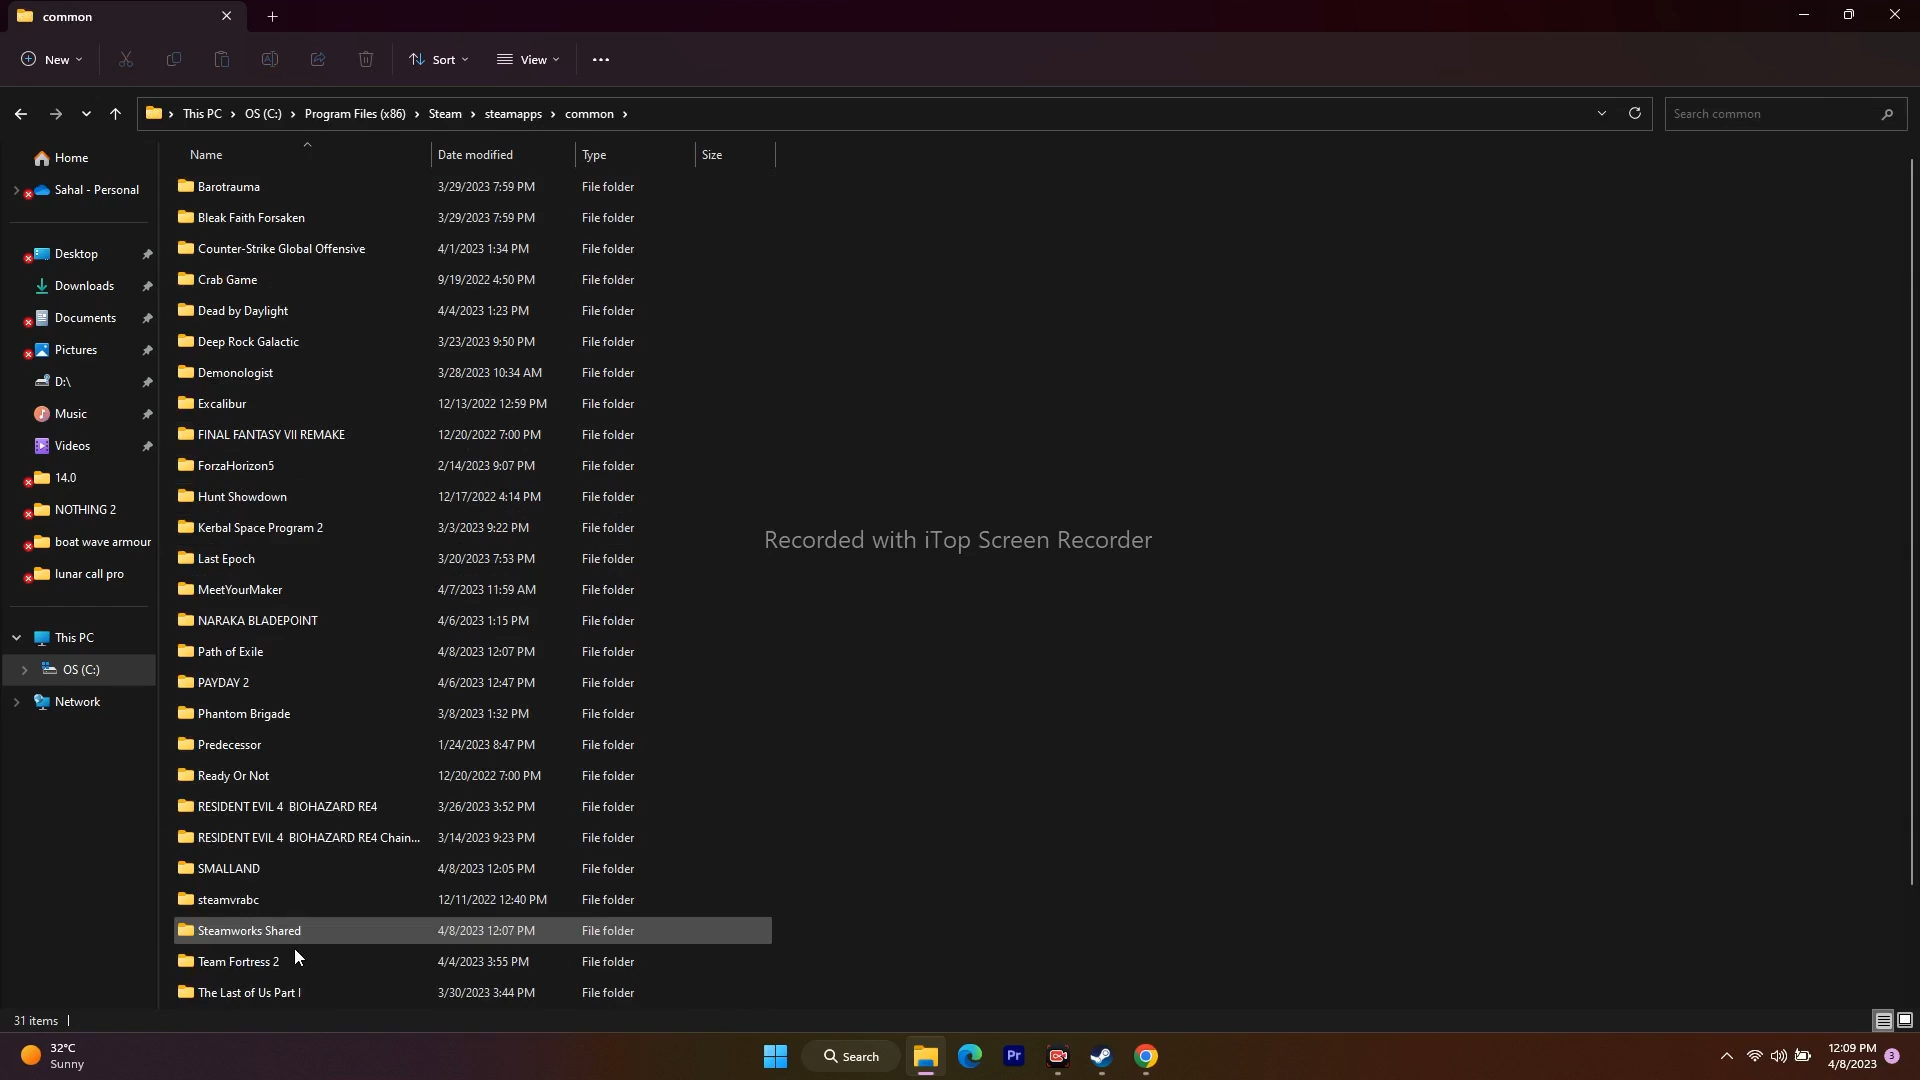 common
New
Sort
View
This PC > OS (C:) > Program Files (x86) > Steam > steamapps > common >
Search common
Name Date modified Type Size
Home
Sahal - Personal
Desktop
Downloads
Documents
Pictures
D:\
Music
Videos
14.0
NOTHING 2
boat wave armour
lunar call pro
This PC
OS (C:)
Network
Barotrauma 3/29/2023 7:59 PM File folder
Bleak Faith Forsaken 3/29/2023 7:59 PM File folder
Counter-Strike Global Offensive 4/1/2023 1:34 PM File folder
Crab Game 9/19/2022 4:50 PM File folder
Dead by Daylight 4/4/2023 1:23 PM File folder
Deep Rock Galactic 3/23/2023 9:50 PM File folder
Demonologist 3/28/2023 10:34 AM File folder
Excalibur 12/13/2022 12:59 PM File folder
FINAL FANTASY VII REMAKE 12/20/2022 7:00 PM File folder
ForzaHorizon5 2/14/2023 9:07 PM File folder
Hunt Showdown 12/17/2022 4:14 PM File folder
Kerbal Space Program 2 3/3/2023 9:22 PM File folder
Last Epoch 3/20/2023 7:53 PM File folder
MeetYourMaker 4/7/2023 11:59 AM File folder
NARAKA BLADEPOINT 4/6/2023 1:15 PM File folder
Path of Exile 4/8/2023 12:07 PM File folder
PAYDAY 2 4/6/2023 12:47 PM File folder
Phantom Brigade 3/8/2023 1:32 PM File folder
Predecessor 1/24/2023 8:47 PM File folder
Ready Or Not 12/20/2022 7:00 PM File folder
RESIDENT EVIL 4 BIOHAZARD RE4 3/26/2023 3:52 PM File folder
RESIDENT EVIL 4 BIOHAZARD RE4 Chain... 3/14/2023 9:23 PM File folder
SMALLAND 4/8/2023 12:05 PM File folder
steamvrabc 12/11/2022 12:40 PM File folder
Steamworks Shared 4/8/2023 12:07 PM File folder
Team Fortress 2 4/4/2023 3:55 PM File folder
The Last of Us Part I 3/30/2023 3:44 PM File folder
Recorded with iTop Screen Recorder
31 items
32°C
Sunny
Search
Pr
12:09 PM
4/8/2023
3